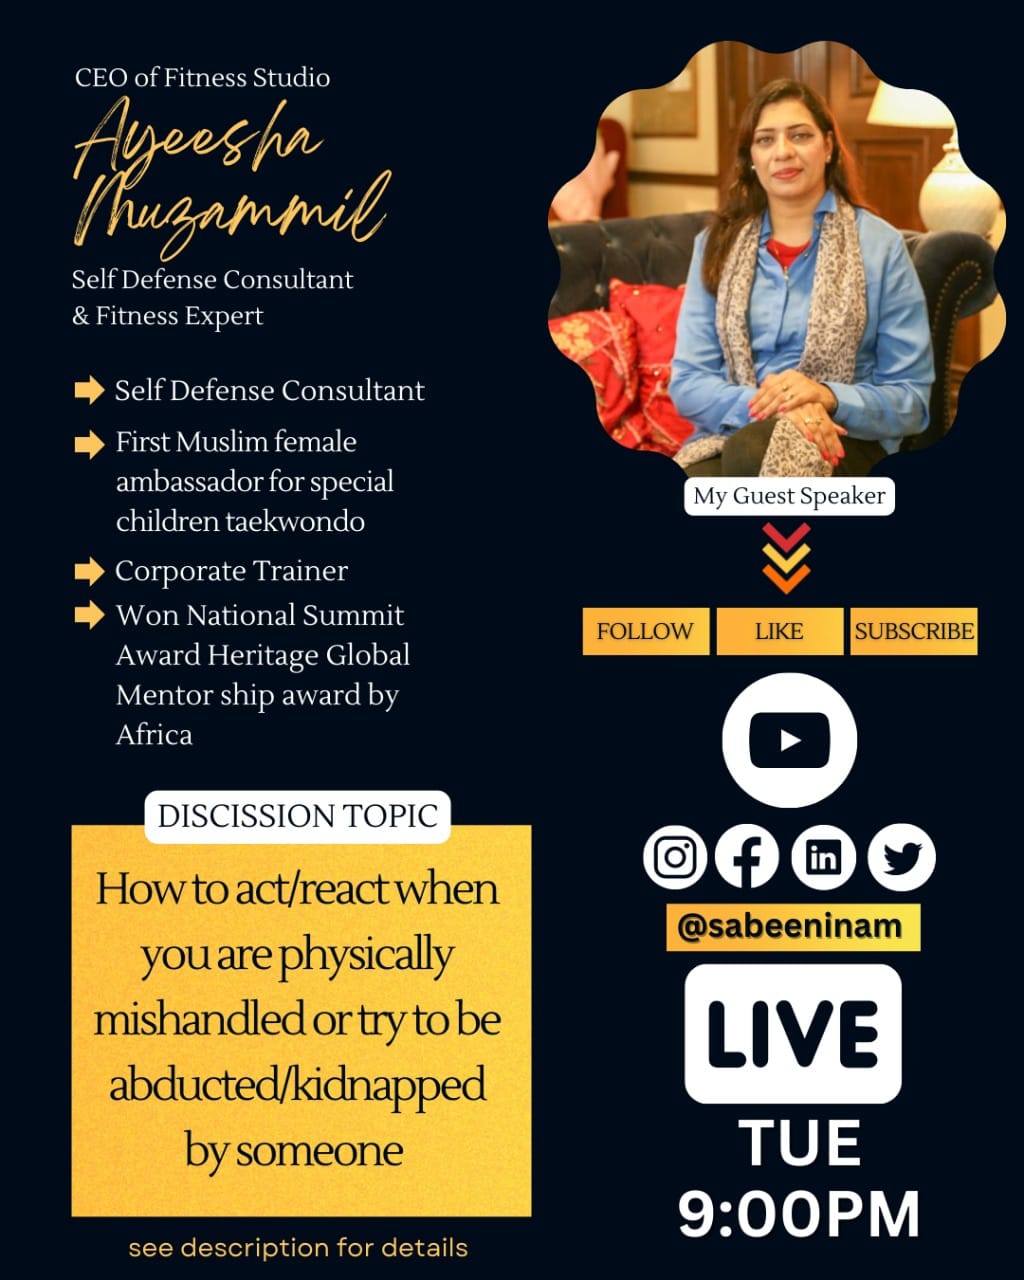 CEO of Fitness Studio
Ayeesha
Muzammil
Self Defense Consultant
& Fitness Expert
Self Defense Consultant
First Muslim female
ambassador for special
children taekwondo
Corporate Trainer
Won National Summit
Award Heritage Global
Mentor ship award by
Africa
DISCISSION TOPIC
How to act/react when
you are physically
mishandled or try to be
abducted/kidnapped
by someone
see description for details
My Guest Speaker
FOLLOW LIKE SUBSCRIBE
@sabeeninam
LIVE
TUE
9:00PM